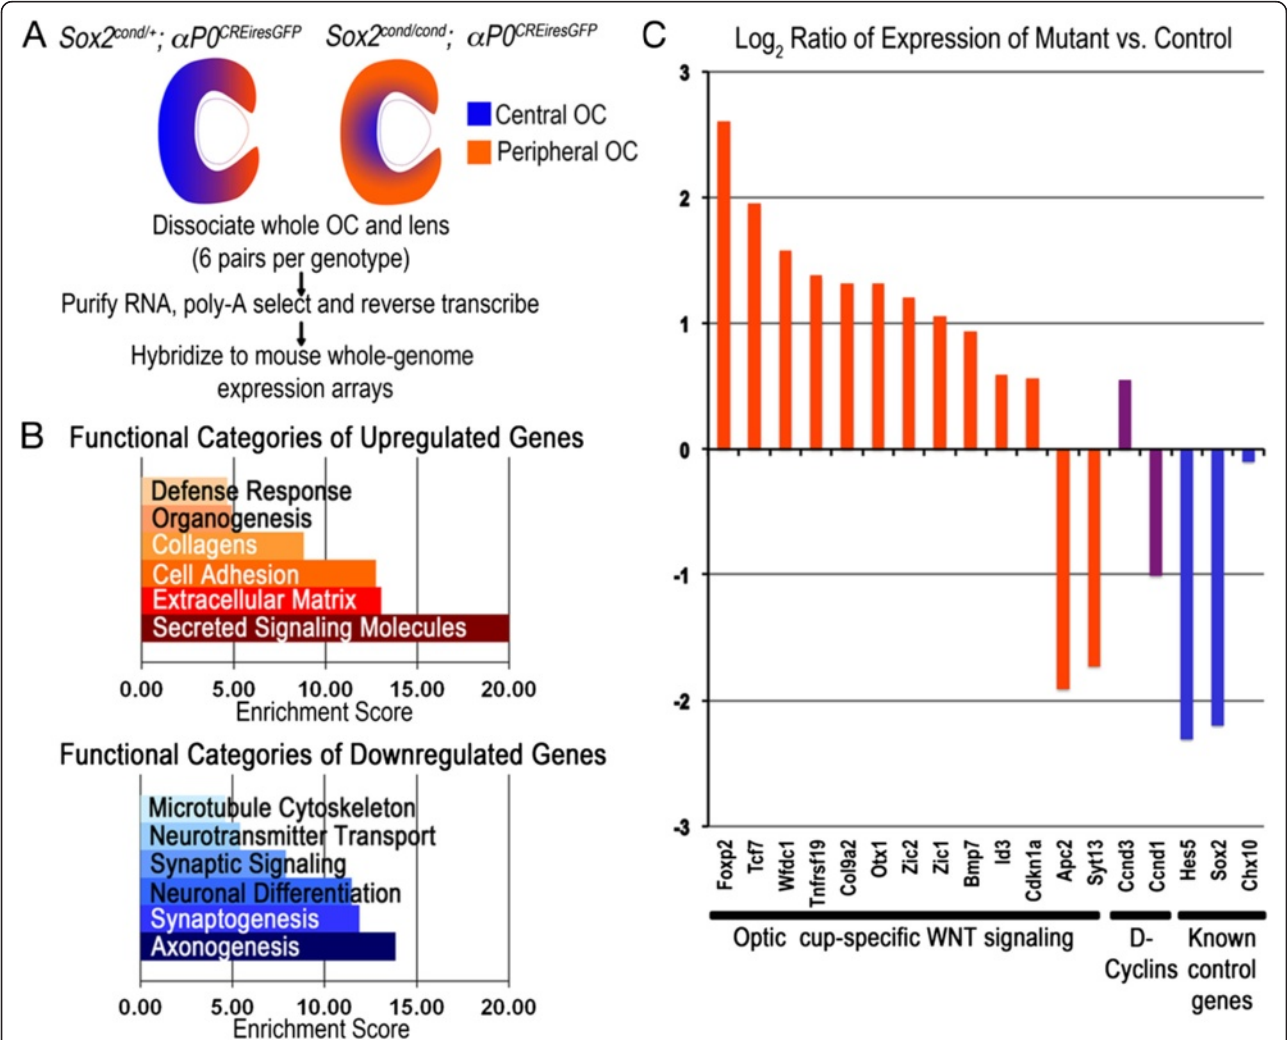 A
Sox2cond/+; αP0CREiresGFP
Sox2cond/cond; αP0CREiresGFP
Central OC
Peripheral OC
Dissociate whole OC and lens
(6 pairs per genotype)
Purify RNA, poly-A select and reverse transcribe
Hybridize to mouse whole-genome
expression arrays
B
Functional Categories of Upregulated Genes
Defense Response
Organogenesis
Collagens
Cell Adhesion
Extracellular Matrix
Secreted Signaling Molecules
0.00 5.00 10.00 15.00 20.00
Enrichment Score
Functional Categories of Downregulated Genes
Microtubule Cytoskeleton
Neurotransmitter Transport
Synaptic Signaling
Neuronal Differentiation
Synaptogenesis
Axonogenesis
0.00 5.00 10.00 15.00 20.00
Enrichment Score
C
Log2 Ratio of Expression of Mutant vs. Control
3
2
1
0
-1
-2
-3
Foxp2
Tcf7
Wfdc1
Tnfrsf19
Col9a2
Otx1
Zic2
Zic1
Bmp7
Id3
Cdkn1a
Apc2
Syt13
Ccnd3
Ccnd1
Hes5
Sox2
Chx10
Optic cup-specific WNT signaling
D-
Cyclins
Known
control
genes